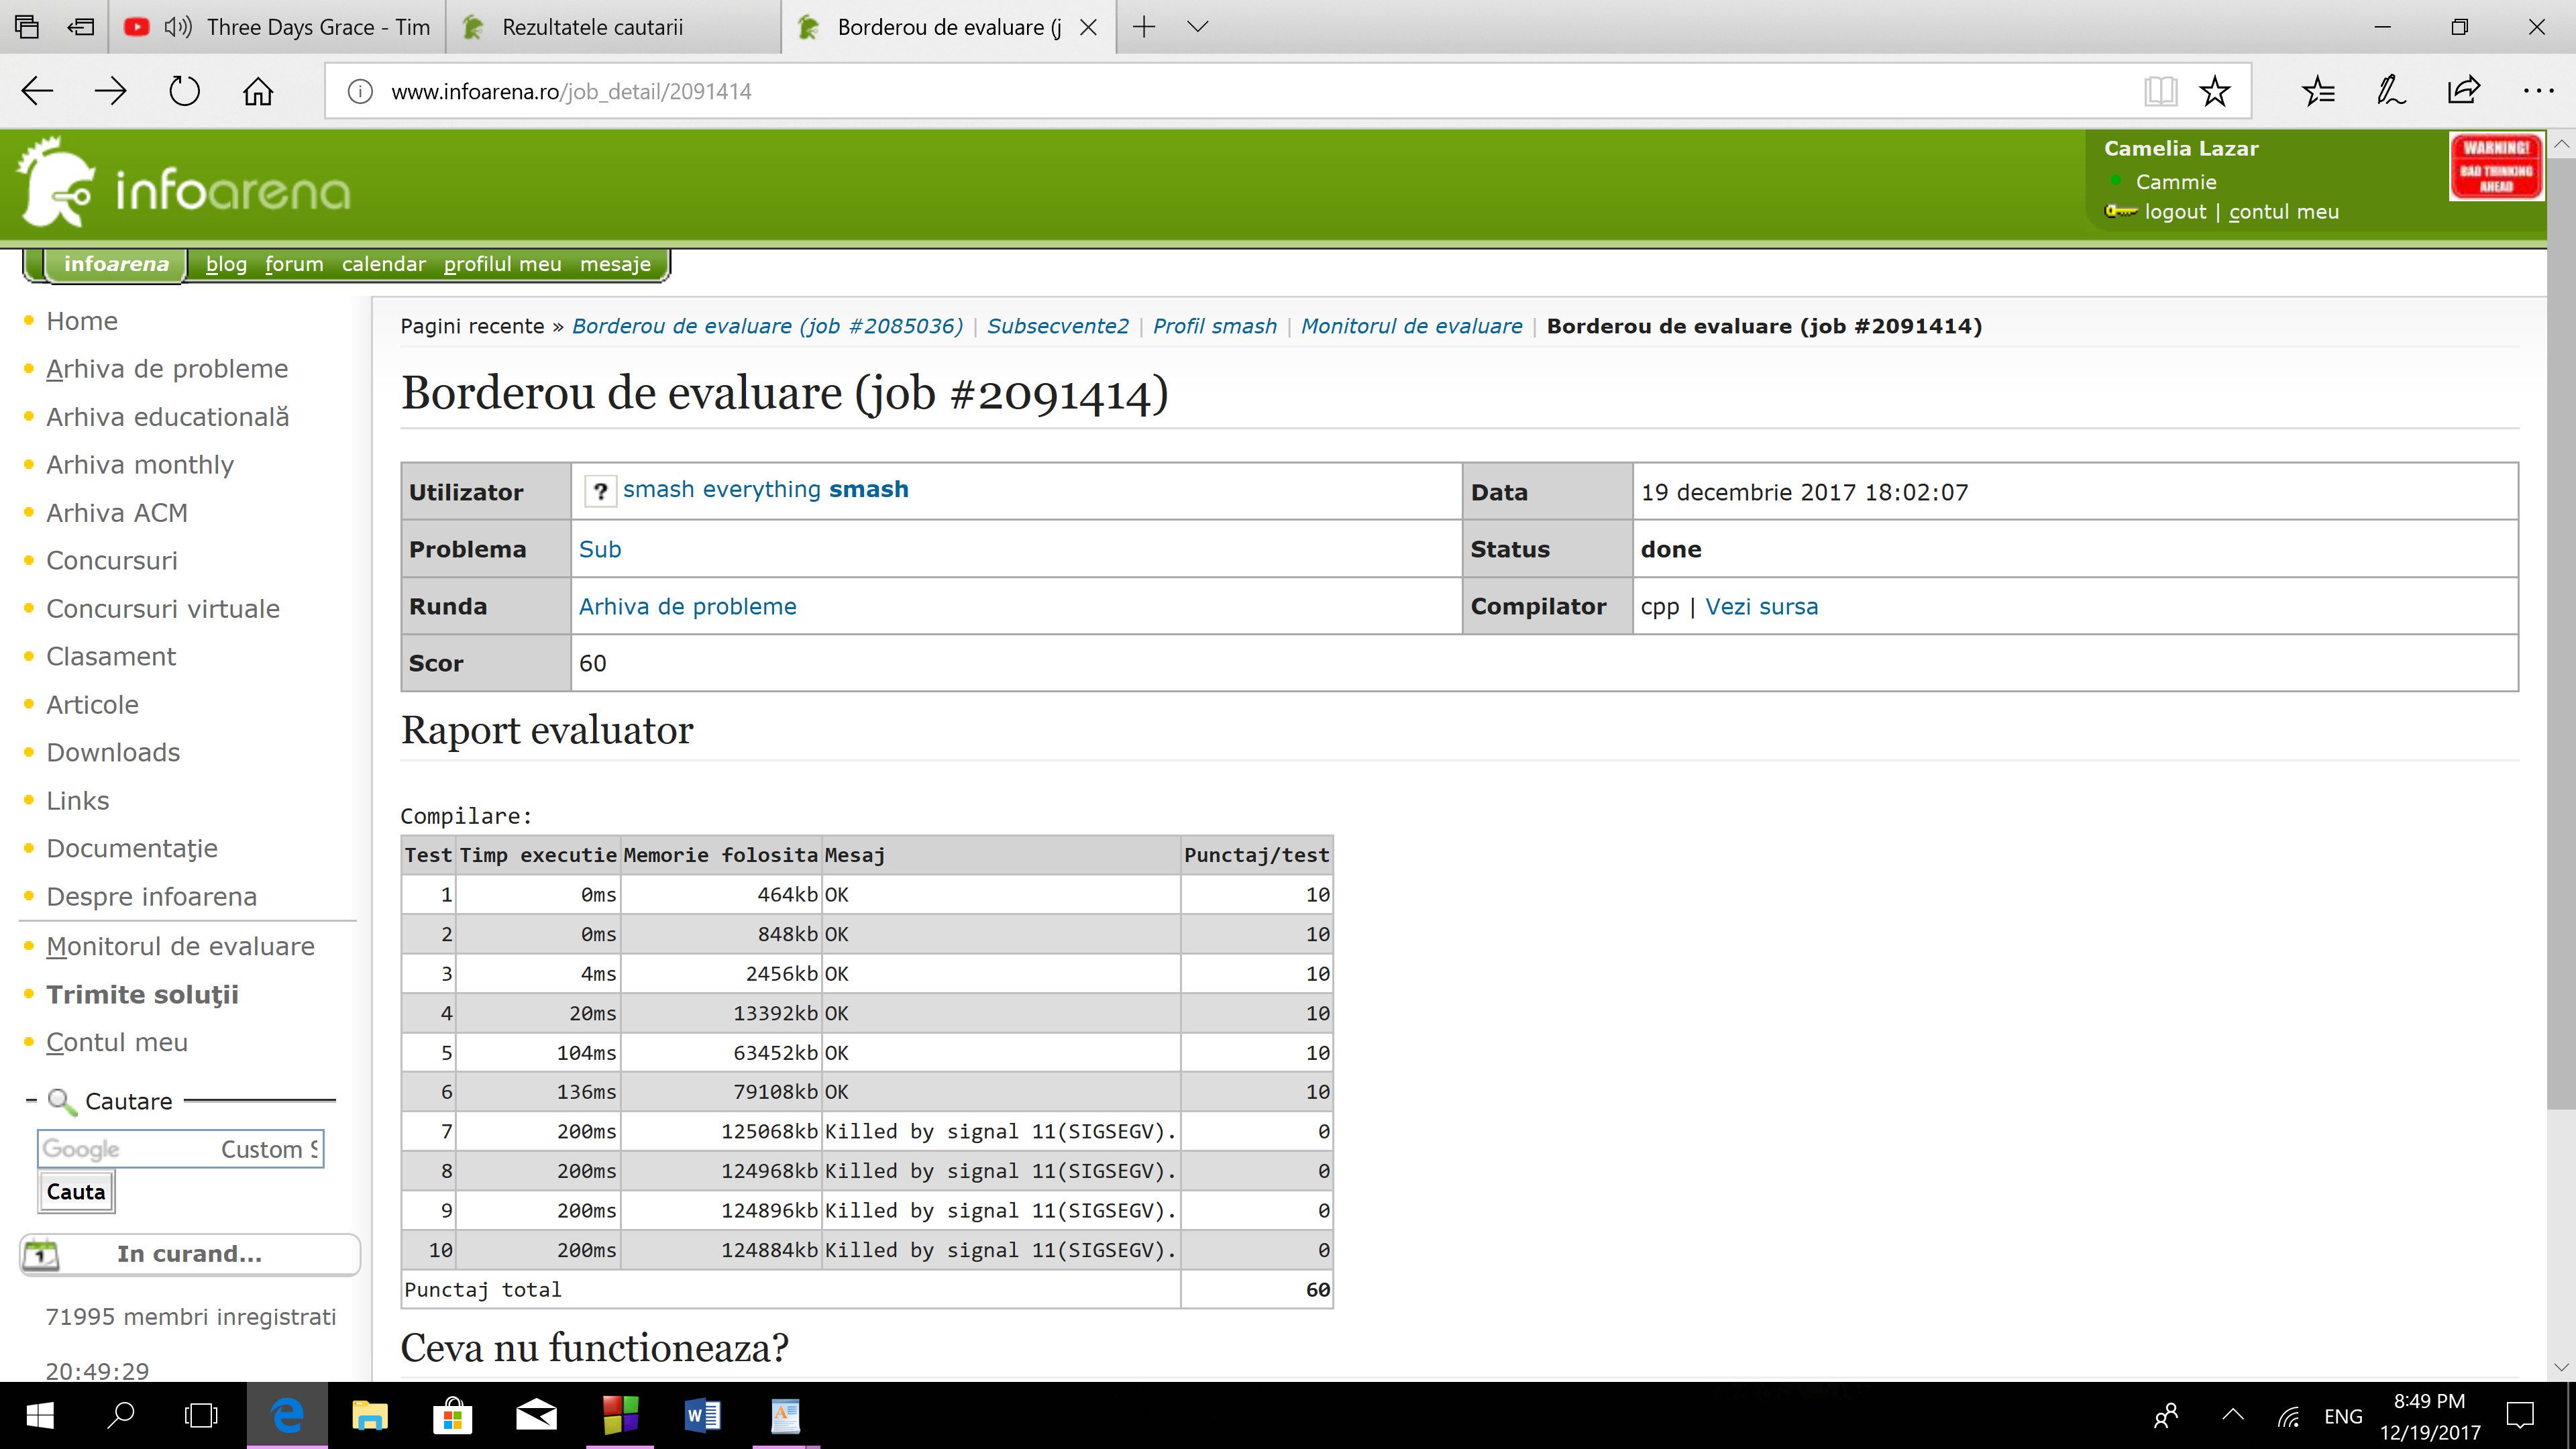 Three Days Grace - Tim
Rezultatele cautarii
Borderou de evaluare (j
www.infoarena.ro/job_detail/2091414
infoarena
Camelia Lazar
Cammie
logout | contul meu
WARNING!
BAD THINKING
AHEAD
infoarena blog forum calendar profilul meu mesaje
Home
Arhiva de probleme
Arhiva educatională
Arhiva monthly
Arhiva ACM
Concursuri
Concursuri virtuale
Clasament
Articole
Downloads
Links
Documentaţie
Despre infoarena
Monitorul de evaluare
Trimite soluţii
Contul meu
Cautare
Google Custom S
Cauta
1 In curand...
71995 membri inregistrati
20:49:29
Pagini recente » Borderou de evaluare (job #2085036) | Subsecvente2 | Profil smash | Monitorul de evaluare | Borderou de evaluare (job #2091414)
Borderou de evaluare (job #2091414)
Utilizator ? smash everything smash Data 19 decembrie 2017 18:02:07
Problema Sub Status done
Runda Arhiva de probleme Compilator cpp | Vezi sursa
Scor 60
Raport evaluator
Compilare:
Test Timp executie Memorie folosita Mesaj Punctaj/test
1 0ms 464kb OK 10
2 0ms 848kb OK 10
3 4ms 2456kb OK 10
4 20ms 13392kb OK 10
5 104ms 63452kb OK 10
6 136ms 79108kb OK 10
7 200ms 125068kb Killed by signal 11(SIGSEGV). 0
8 200ms 124968kb Killed by signal 11(SIGSEGV). 0
9 200ms 124896kb Killed by signal 11(SIGSEGV). 0
10 200ms 124884kb Killed by signal 11(SIGSEGV). 0
Punctaj total 60
Ceva nu functioneaza?
ENG
8:49 PM
12/19/2017